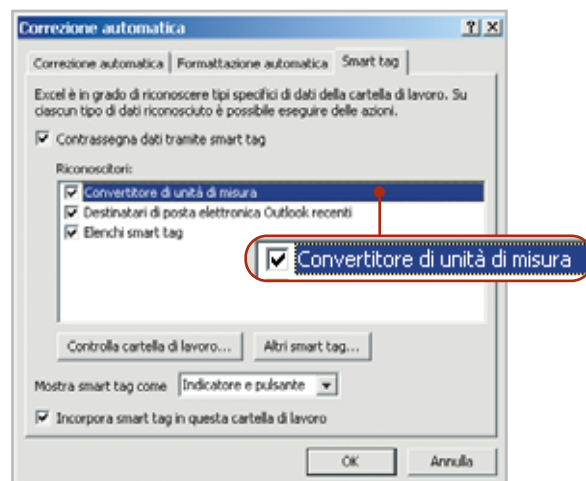 Correzione automatica
Correzione automatica Formattazione automatica Smart tag
Excel è in grado di riconoscere tipi specifici di dati della cartella di lavoro. Su
ciascun tipo di dati riconosciuto è possibile eseguire delle azioni.
Contrassegna dati tramite smart tag
Riconoscitori:
Convertitore di unità di misura
Destinatari di posta elettronica Outlook recenti
Elenchi smart tag
Convertitore di unità di misura
Controlla cartella di lavoro... Altri smart tag...
Mostra smart tag come Indicatore e pulsante
Incorpora smart tag in questa cartella di lavoro
OK Annulla